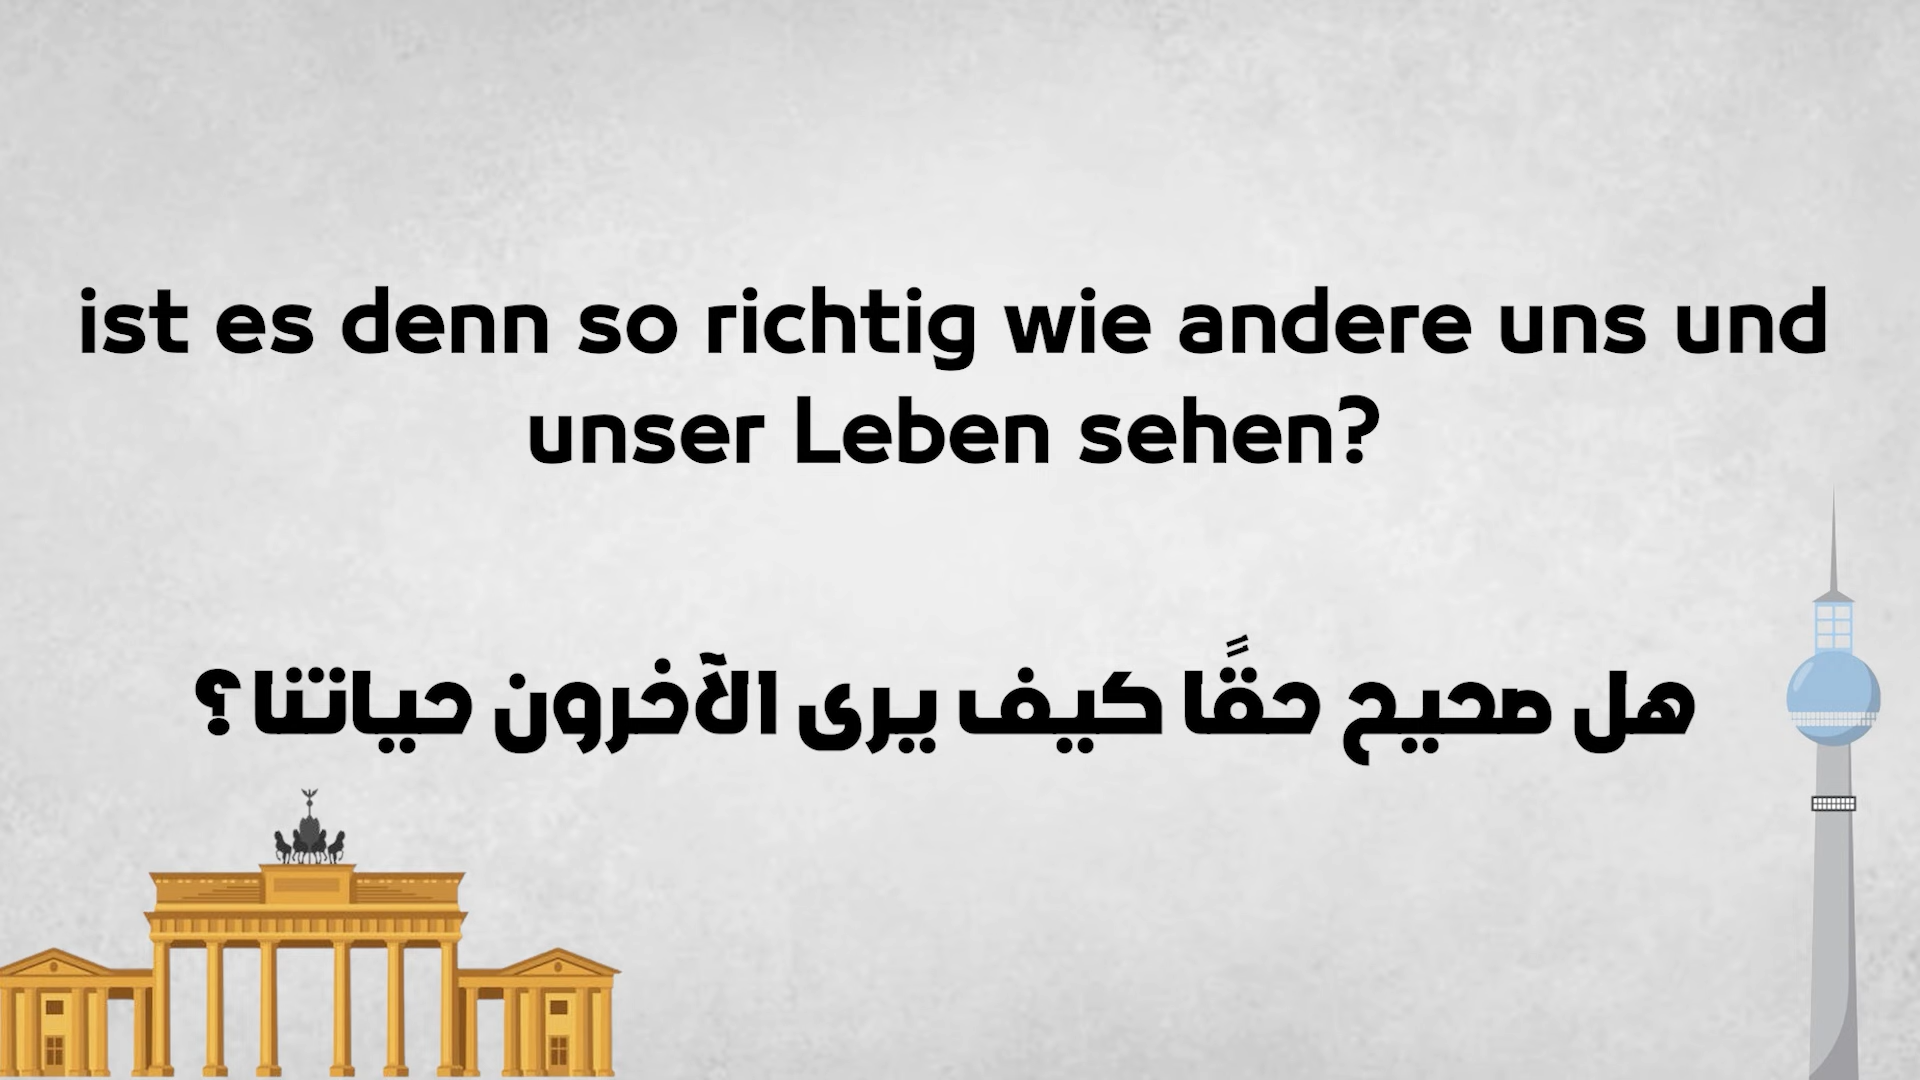 ist es denn so richtig wie andere uns und
unser Leben sehen?
هل صحيح حقًا كيف يرى الآخرون حياتنا؟